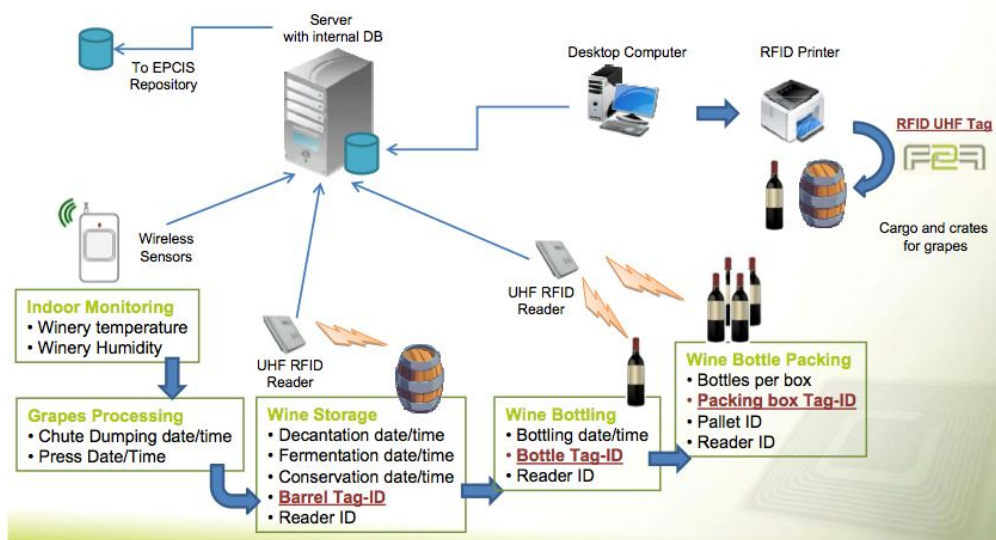 Server
with internal DB
To EPCIS
Repository
Desktop Computer
RFID Printer
RFID UHF Tag
F2F
Cargo and crates
for grapes
Wireless
Sensors
UHF RFID
Reader
UHF RFID
Reader
Indoor Monitoring
• Winery temperature
• Winery Humidity
Grapes Processing
• Chute Dumping date/time
• Press Date/Time
Wine Storage
• Decantation date/time
• Fermentation date/time
• Conservation date/time
• Barrel Tag-ID
• Reader ID
Wine Bottling
• Bottling date/time
• Bottle Tag-ID
• Reader ID
Wine Bottle Packing
• Bottles per box
• Packing box Tag-ID
• Pallet ID
• Reader ID